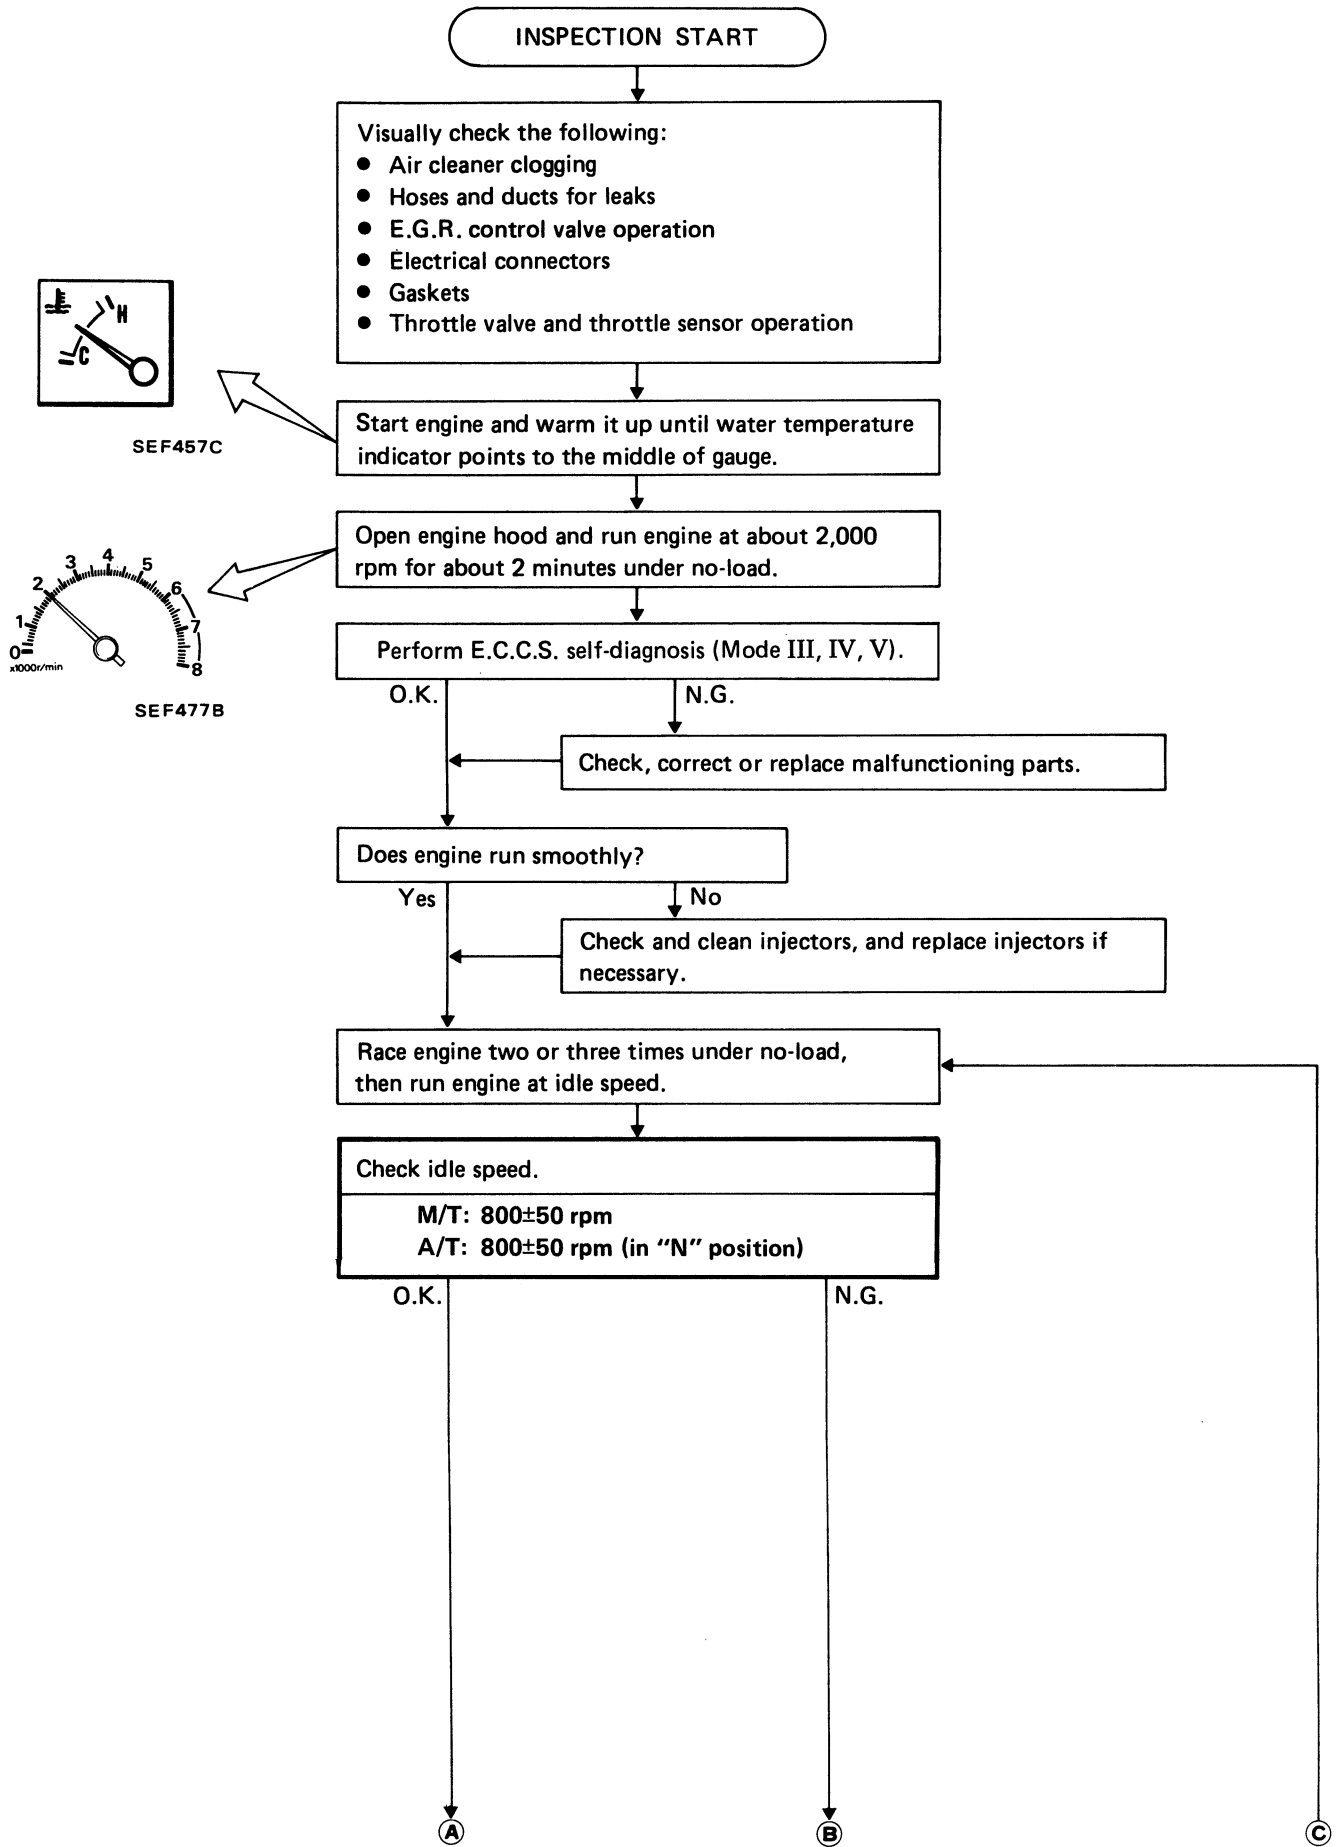 INSPECTION START
Visually check the following:
● Air cleaner clogging
● Hoses and ducts for leaks
● E.G.R. control valve operation
● Electrical connectors
● Gaskets
● Throttle valve and throttle sensor operation
H
C
SEF457C
Start engine and warm it up until water temperature
indicator points to the middle of gauge.
Open engine hood and run engine at about 2,000
rpm for about 2 minutes under no-load.
0
1
2
3
4
5
6
7
8
x1000r/min
SEF477B
Perform E.C.C.S. self-diagnosis (Mode III, IV, V).
O.K.
N.G.
Check, correct or replace malfunctioning parts.
Does engine run smoothly?
Yes
No
Check and clean injectors, and replace injectors if
necessary.
Race engine two or three times under no-load,
then run engine at idle speed.
Check idle speed.
M/T: 800±50 rpm
A/T: 800±50 rpm (in "N" position)
O.K.
N.G.
A
B
C